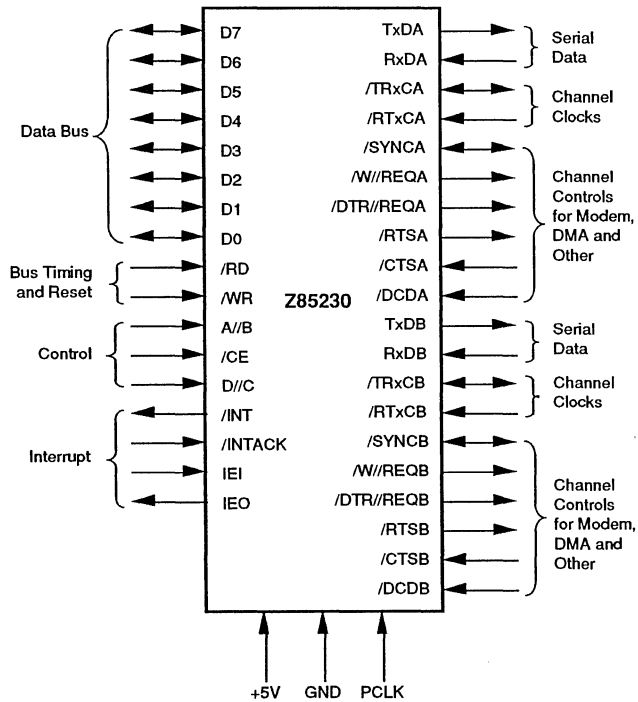 Data Bus
Bus Timing
and Reset
Control
Interrupt
D7
D6
D5
D4
D3
D2
D1
D0
/RD
/WR
A//B
/CE
D//C
/INT
/INTACK
IEI
IEO
Z85230
TxDA
RxDA
/TRxCA
/RTxCA
/SYNCA
/W//REQA
/DTR//REQA
/RTSA
/CTSA
/DCDA
TxDB
RxDB
/TRxCB
/RTxCB
/SYNCB
/W//REQB
/DTR//REQB
/RTSB
/CTSB
/DCDB
Serial
Data
Channel
Clocks
Channel
Controls
for Modem,
DMA and
Other
Serial
Data
Channel
Clocks
Channel
Controls
for Modem,
DMA and
Other
+5V
GND
PCLK